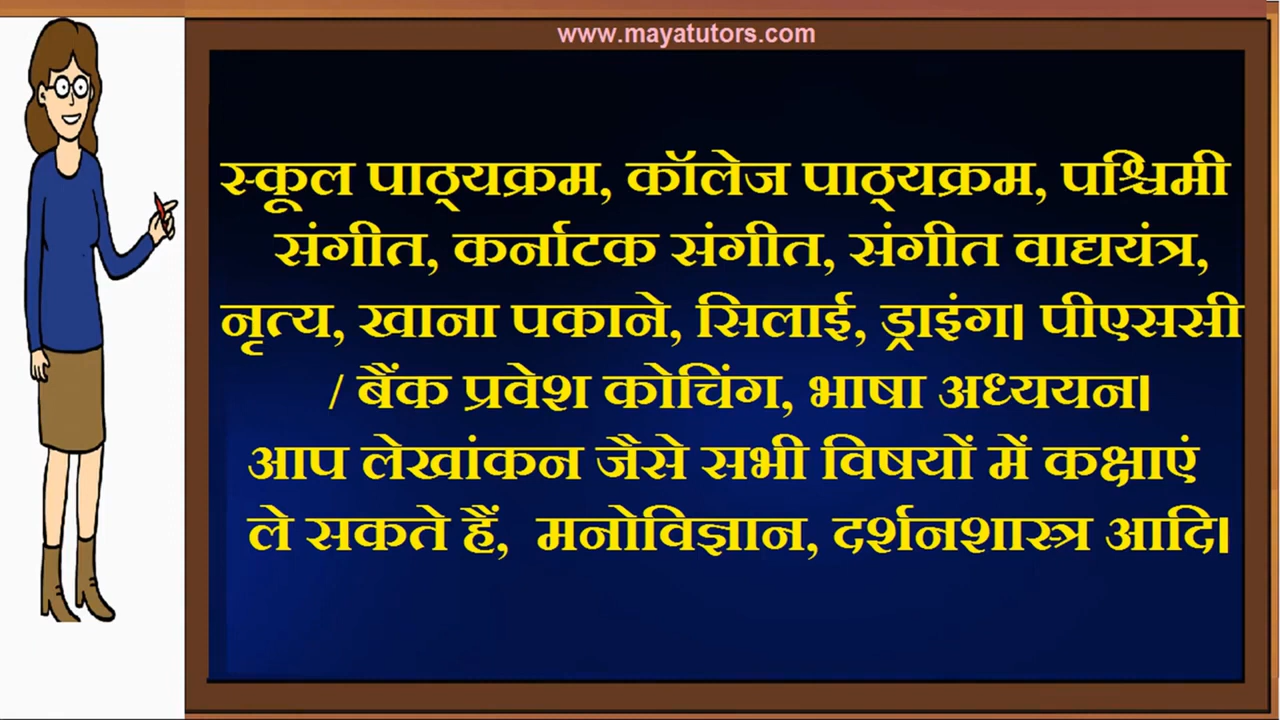 www.mayatutors.com
स्कूल पाठ्यक्रम, कॉलेज पाठ्यक्रम, पश्चिमी
संगीत, कर्नाटक संगीत, संगीत वाद्ययंत्र,
नृत्य, खाना पकाने, सिलाई, ड्राइंग। पीएससी
/ बैंक प्रवेश कोचिंग, भाषा अध्ययन।
आप लेखांकन जैसे सभी विषयों में कक्षाएं
ले सकते हैं, मनोविज्ञान, दर्शनशास्त्र आदि।